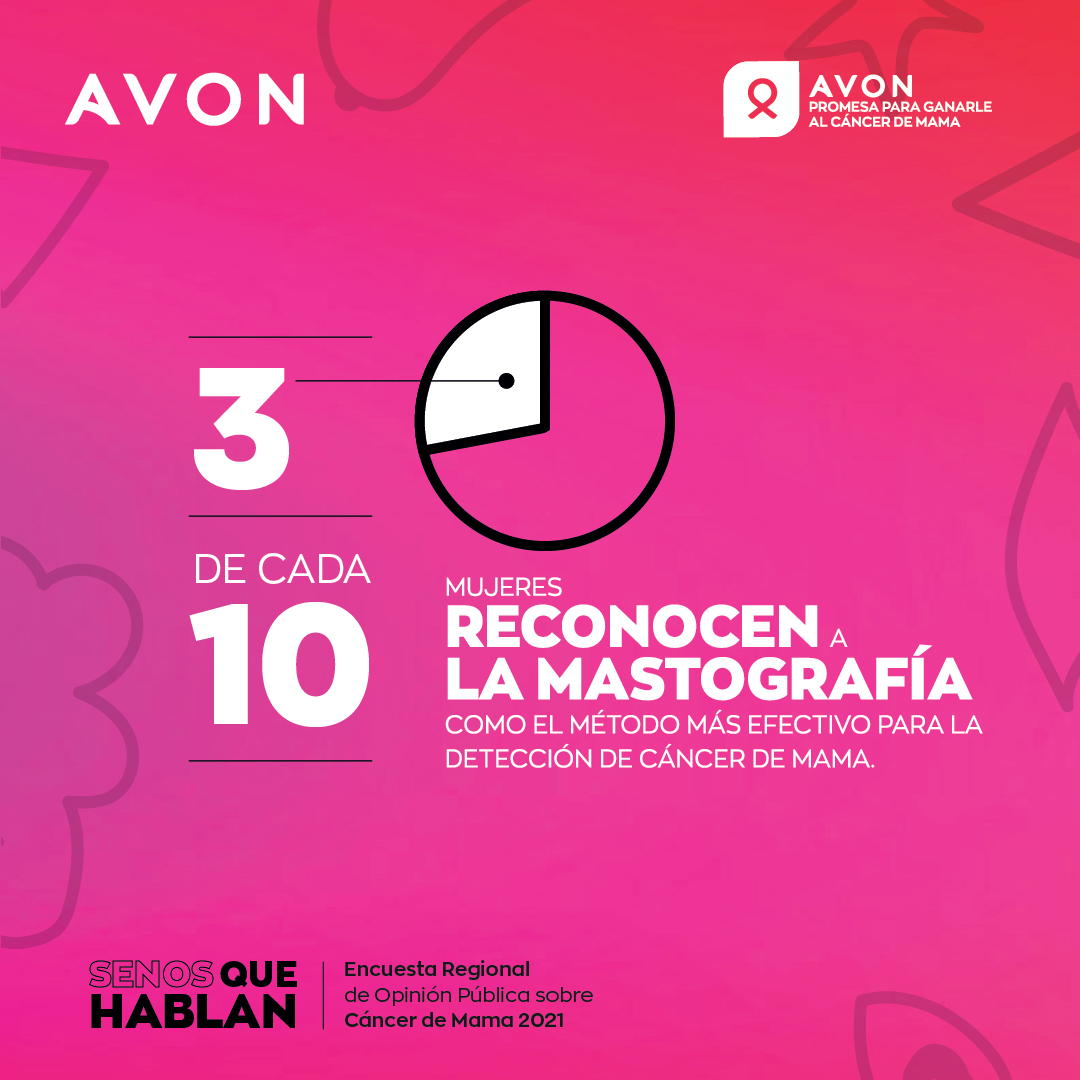 AVON
AVON
PROMESA PARA GANARLE
AL CÁNCER DE MAMA
3
DE CADA
10
MUJERES
RECONOCEN A
LA MASTOGRAFÍA
COMO EL MÉTODO MÁS EFECTIVO PARA LA
DETECCIÓN DE CÁNCER DE MAMA.
SENOS QUE
HABLAN
Encuesta Regional
de Opinión Pública sobre
Cáncer de Mama 2021